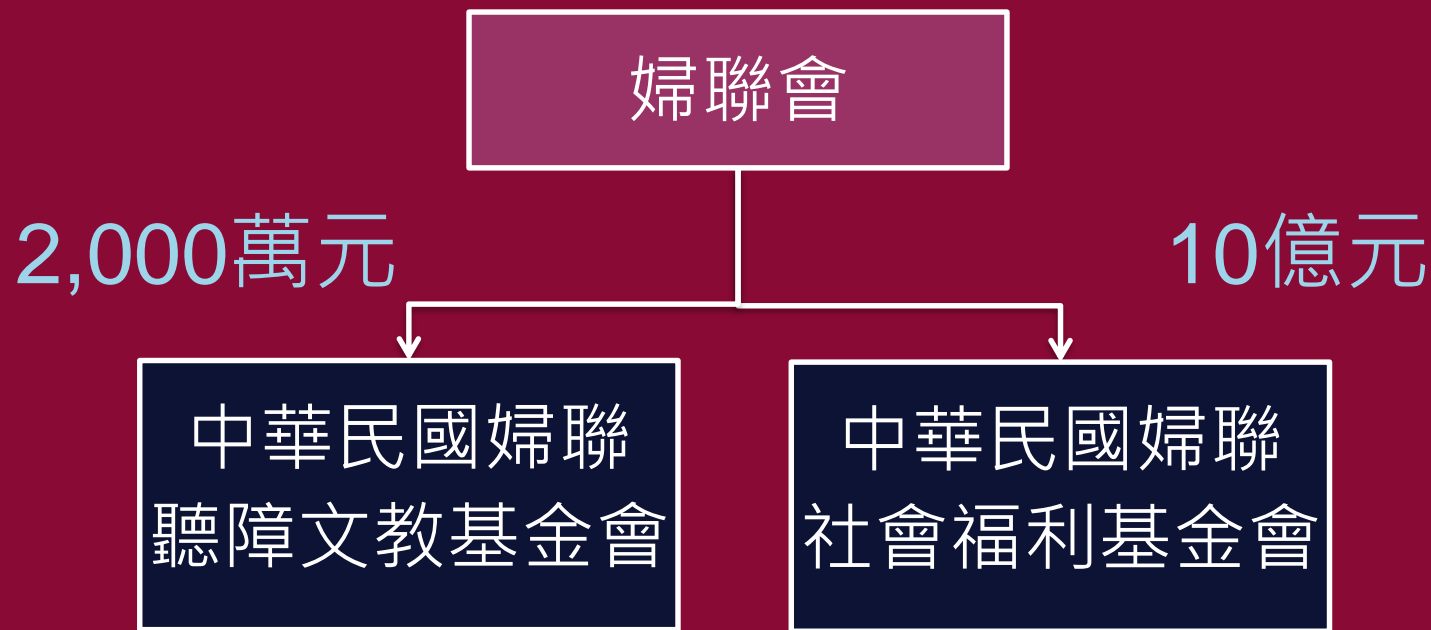 婦聯會
2,000萬元
10億元
中華民國婦聯
聽障文教基金會
中華民國婦聯
社會福利基金會